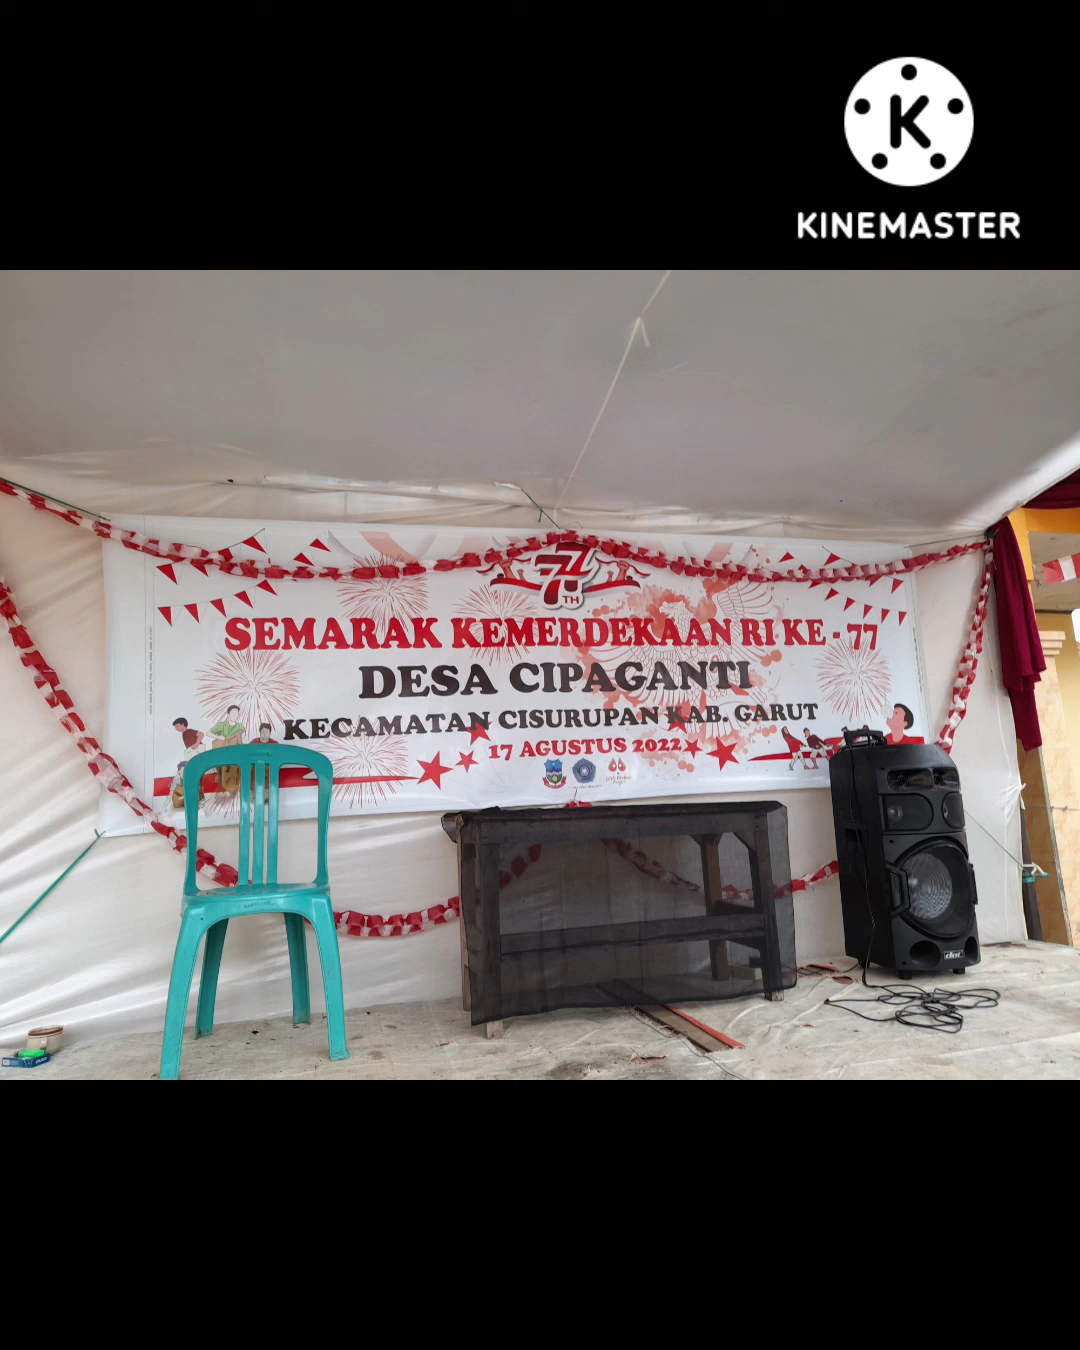 KINEMASTER
77
TH
SEMARAK KEMERDEKAAN RI KE - 77
DESA CIPAGANTI
KECAMATAN CISURUPAN KAB. GARUT
17 AGUSTUS 2022